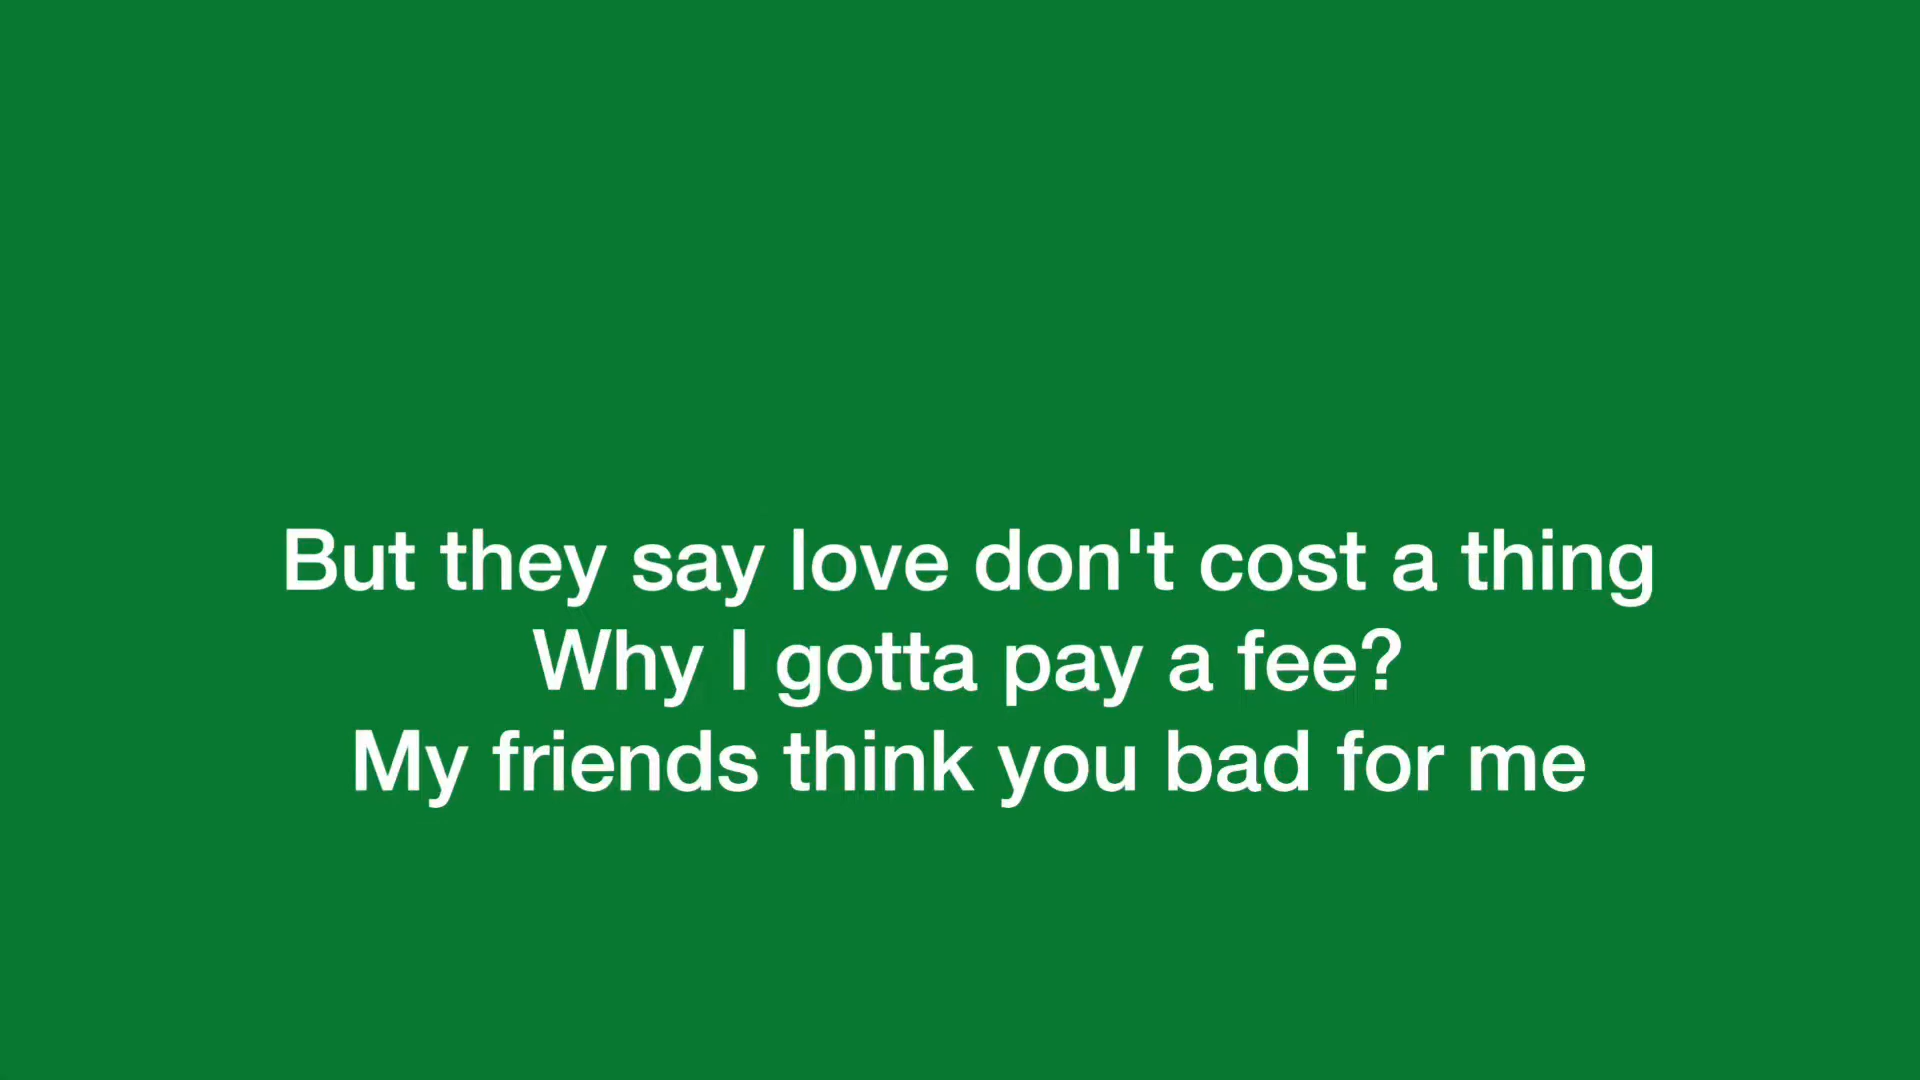 But they say love don't cost a thing
Why I gotta pay a fee?
My friends think you bad for me